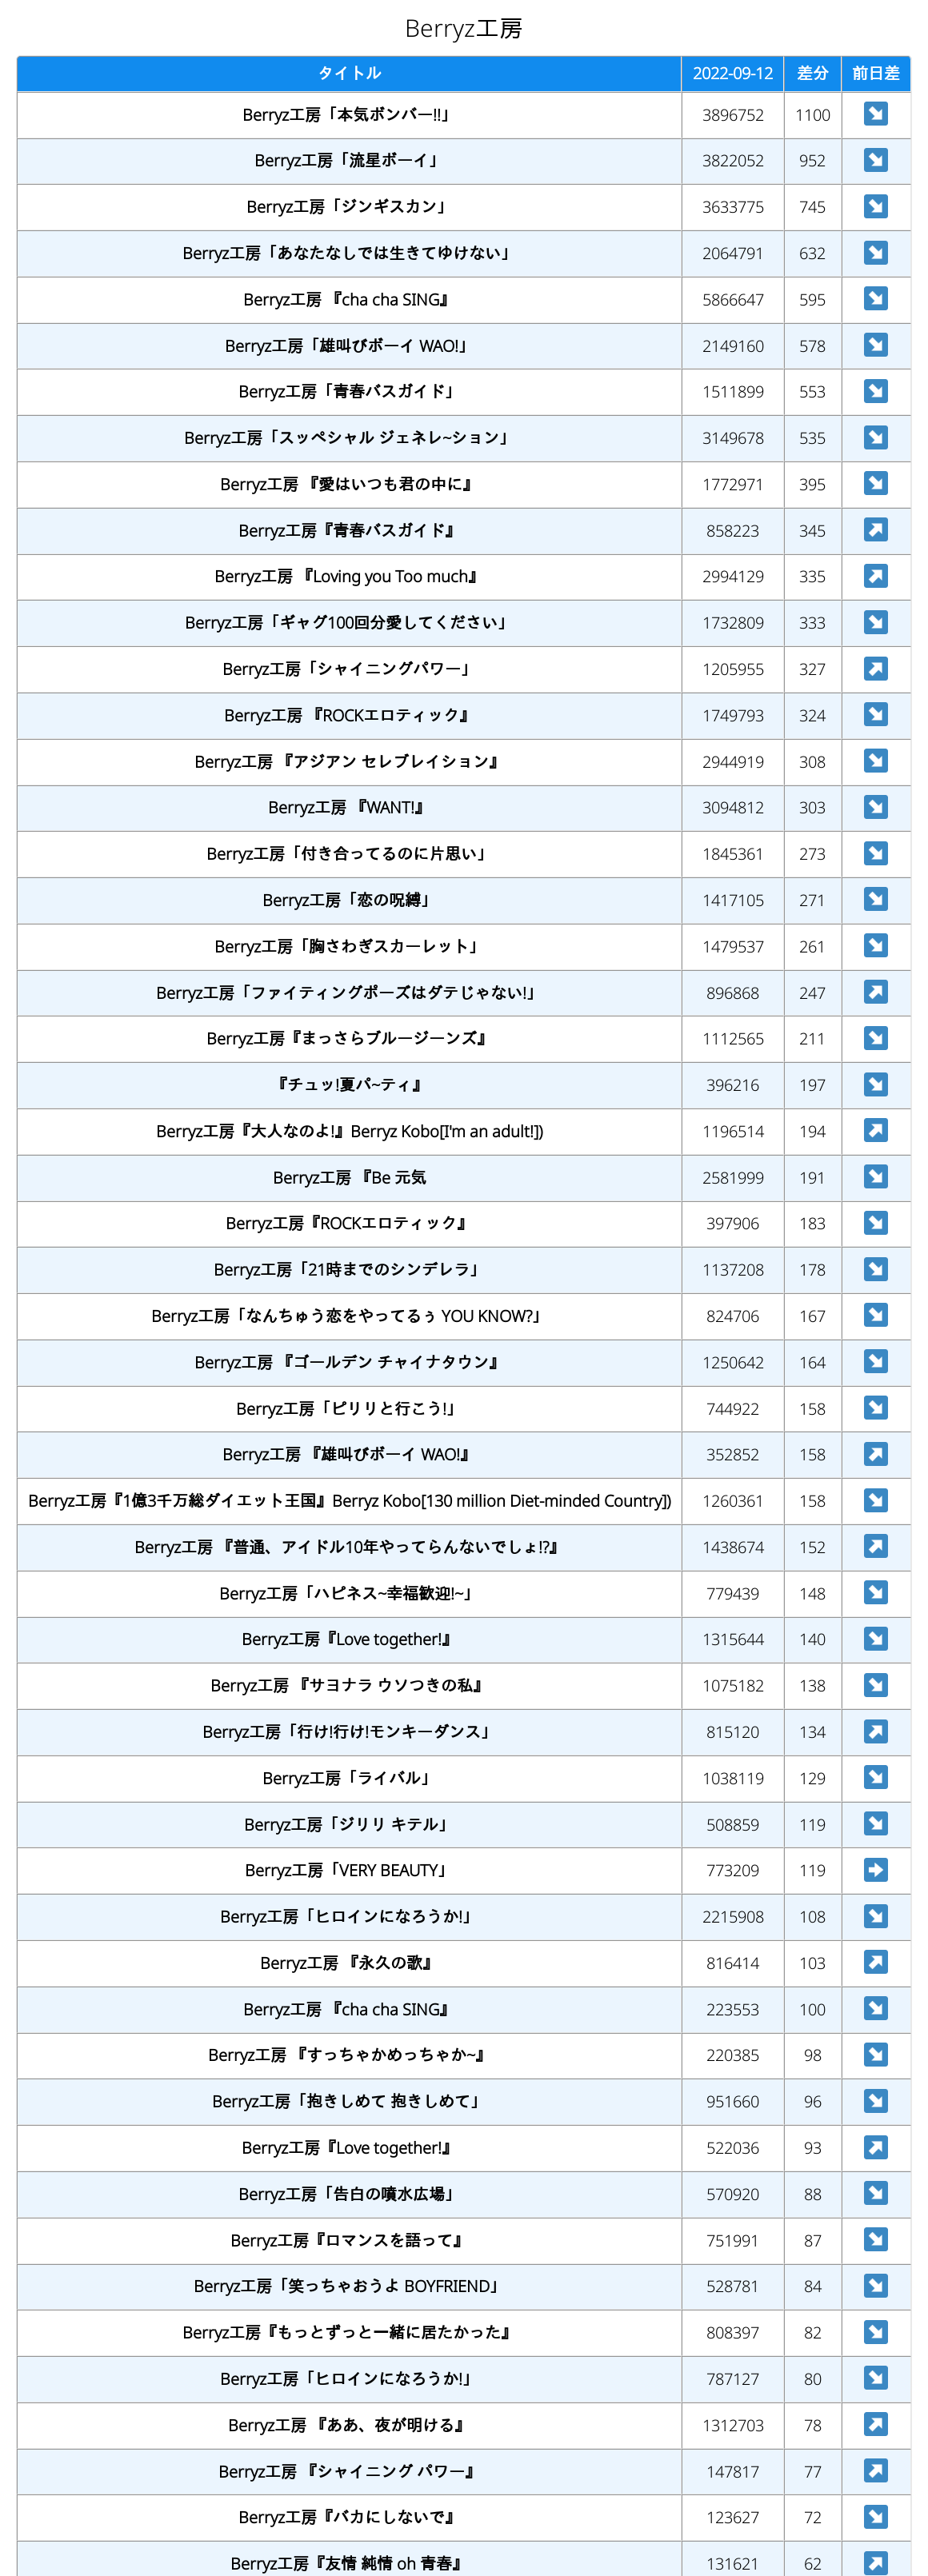 Berryz工房
タイトル 2022-09-12 差分 前日差
Berryz工房「本気ボンバー!!」 3896752 1100 ↘
Berryz工房「流星ボーイ」 3822052 952 ↘
Berryz工房「ジンギスカン」 3633775 745 ↘
Berryz工房「あなたなしでは生きてゆけない」 2064791 632 ↘
Berryz工房 『cha cha SING』 5866647 595 ↘
Berryz工房「雄叫びボーイ WAO!」 2149160 578 ↘
Berryz工房「青春バスガイド」 1511899 553 ↘
Berryz工房「スッペシャル ジェネレ~ション」 3149678 535 ↘
Berryz工房 『愛はいつも君の中に』 1772971 395 ↘
Berryz工房『青春バスガイド』 858223 345 ↗
Berryz工房 『Loving you Too much』 2994129 335 ↗
Berryz工房「ギャグ100回分愛してください」 1732809 333 ↘
Berryz工房「シャイニングパワー」 1205955 327 ↗
Berryz工房 『ROCKエロティック』 1749793 324 ↘
Berryz工房 『アジアン セレブレイション』 2944919 308 ↘
Berryz工房 『WANT!』 3094812 303 ↘
Berryz工房「付き合ってるのに片思い」 1845361 273 ↘
Berryz工房「恋の呪縛」 1417105 271 ↘
Berryz工房「胸さわぎスカーレット」 1479537 261 ↘
Berryz工房「ファイティングポーズはダテじゃない!」 896868 247 ↗
Berryz工房『まっさらブルージーンズ』 1112565 211 ↘
『チュッ!夏パ~ティ』 396216 197 ↘
Berryz工房『大人なのよ!』Berryz Kobo[I'm an adult!]) 1196514 194 ↗
Berryz工房 『Be 元気 2581999 191 ↘
Berryz工房『ROCKエロティック』 397906 183 ↘
Berryz工房「21時までのシンデレラ」 1137208 178 ↘
Berryz工房「なんちゅう恋をやってるぅ YOU KNOW?」 824706 167 ↘
Berryz工房 『ゴールデン チャイナタウン』 1250642 164 ↘
Berryz工房「ピリリと行こう!」 744922 158 ↘
Berryz工房 『雄叫びボーイ WAO!』 352852 158 ↗
Berryz工房『1億3千万総ダイエット王国』Berryz Kobo[130 million Diet-minded Country]) 1260361 158 ↘
Berryz工房 『普通、アイドル10年やってらんないでしょ!?』 1438674 152 ↗
Berryz工房「ハピネス~幸福歓迎!~」 779439 148 ↘
Berryz工房『Love together!』 1315644 140 ↘
Berryz工房 『サヨナラ ウソつきの私』 1075182 138 ↘
Berryz工房「行け!行け!モンキーダンス」 815120 134 ↗
Berryz工房「ライバル」 1038119 129 ↘
Berryz工房「ジリリ キテル」 508859 119 ↘
Berryz工房「VERY BEAUTY」 773209 119 →
Berryz工房「ヒロインになろうか!」 2215908 108 ↘
Berryz工房 『永久の歌』 816414 103 ↗
Berryz工房 『cha cha SING』 223553 100 ↘
Berryz工房 『すっちゃかめっちゃか~』 220385 98 ↘
Berryz工房「抱きしめて 抱きしめて」 951660 96 ↘
Berryz工房『Love together!』 522036 93 ↗
Berryz工房「告白の噴水広場」 570920 88 ↘
Berryz工房『ロマンスを語って』 751991 87 ↘
Berryz工房「笑っちゃおうよ BOYFRIEND」 528781 84 ↘
Berryz工房『もっとずっと一緒に居たかった』 808397 82 ↘
Berryz工房「ヒロインになろうか!」 787127 80 ↘
Berryz工房 『ああ、夜が明ける』 1312703 78 ↗
Berryz工房 『シャイニング パワー』 147817 77 ↗
Berryz工房『バカにしないで』 123627 72 ↘
Berryz工房『友情 純情 oh 青春』 131621 62 ↗